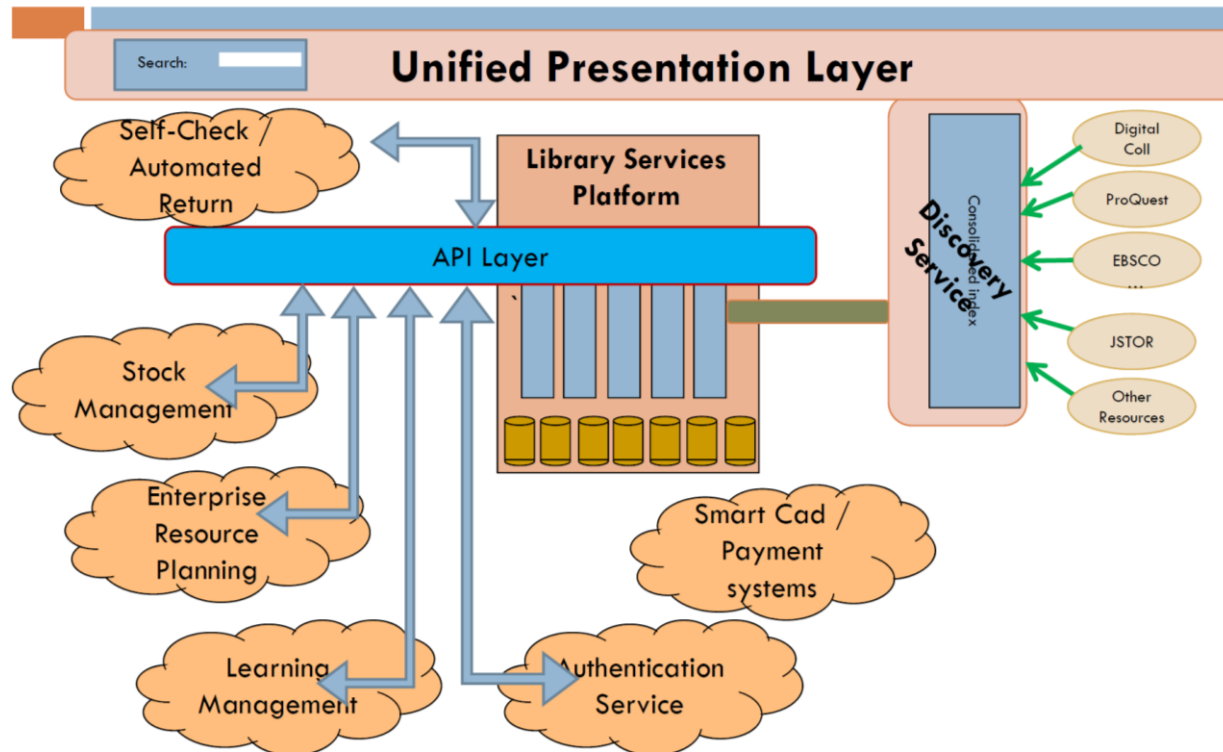 Search:
Unified Presentation Layer
Self-Check /
Automated
Return
Library Services
Platform
API Layer
`
Stock
Management
Enterprise
Resource
Planning
Learning
Management
Authentication
Service
Smart Cad /
Payment
systems
Discovery
Service
Consolidated index
Digital
Coll
ProQuest
EBSCO
...
JSTOR
Other
Resources